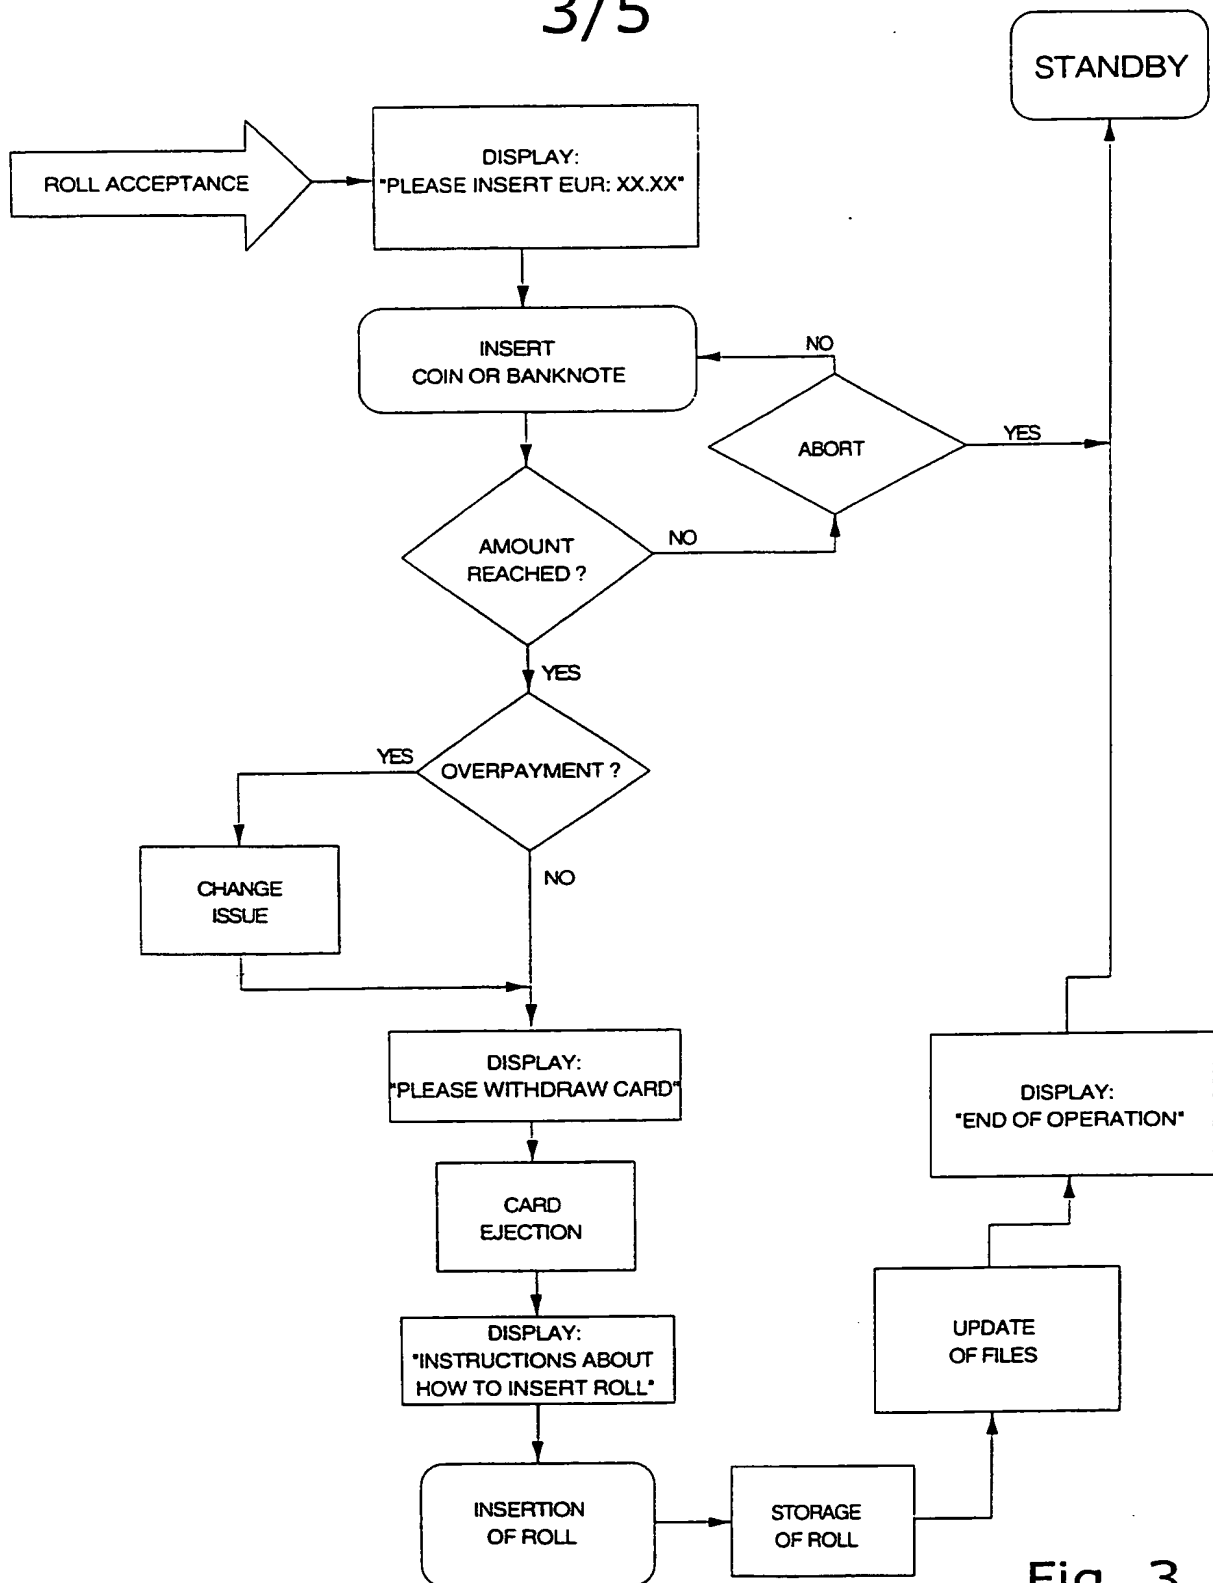 3/5
STANDBY
ROLL ACCEPTANCE
DISPLAY:
"PLEASE INSERT EUR: XX.XX"
INSERT
COIN OR BANKNOTE
NO
ABORT
YES
AMOUNT
REACHED ?
NO
YES
OVERPAYMENT ?
YES
NO
CHANGE
ISSUE
DISPLAY:
"PLEASE WITHDRAW CARD"
CARD
EJECTION
DISPLAY:
"INSTRUCTIONS ABOUT
HOW TO INSERT ROLL"
INSERTION
OF ROLL
STORAGE
OF ROLL
UPDATE
OF FILES
DISPLAY:
"END OF OPERATION"
Fig. 3